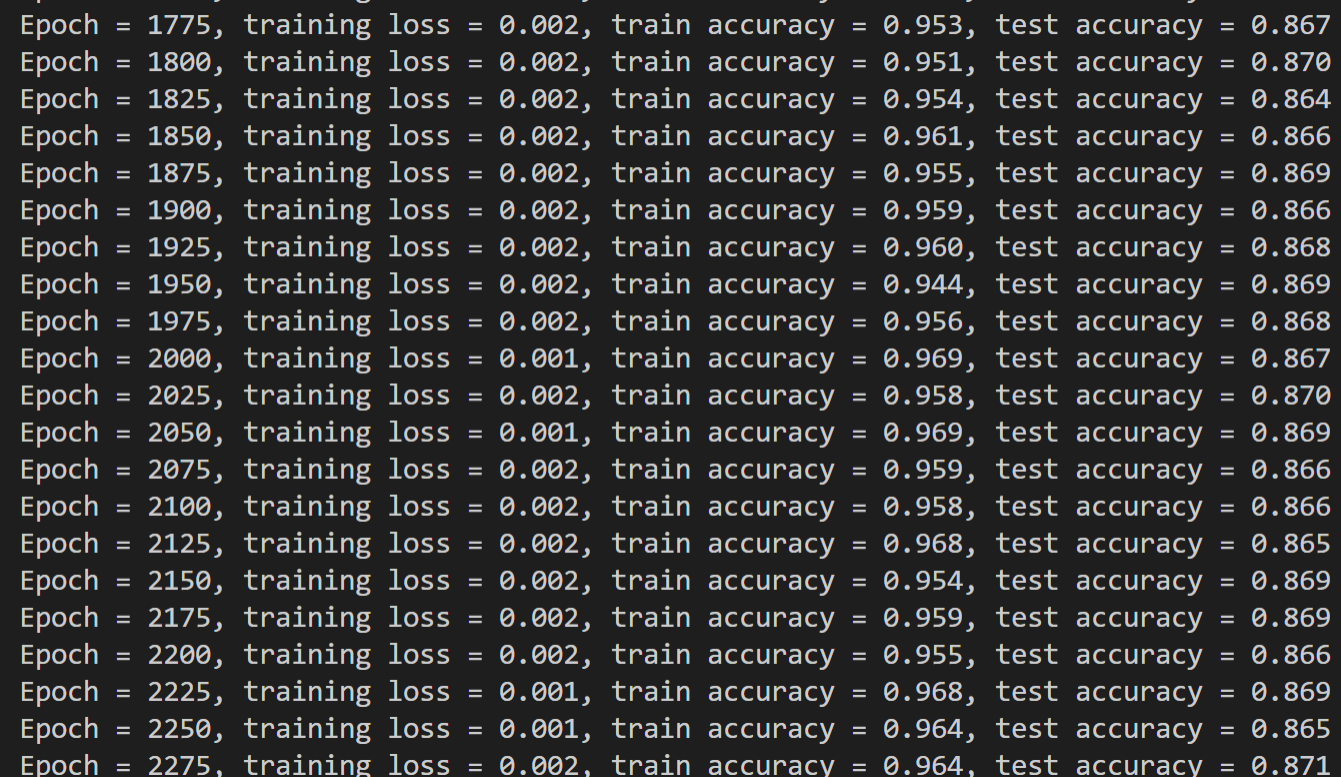 Epoch = 1775, training loss = 0.002, train accuracy = 0.953, test accuracy = 0.867
Epoch = 1800, training loss = 0.002, train accuracy = 0.951, test accuracy = 0.870
Epoch = 1825, training loss = 0.002, train accuracy = 0.954, test accuracy = 0.864
Epoch = 1850, training loss = 0.002, train accuracy = 0.961, test accuracy = 0.866
Epoch = 1875, training loss = 0.002, train accuracy = 0.955, test accuracy = 0.869
Epoch = 1900, training loss = 0.002, train accuracy = 0.959, test accuracy = 0.866
Epoch = 1925, training loss = 0.002, train accuracy = 0.960, test accuracy = 0.868
Epoch = 1950, training loss = 0.002, train accuracy = 0.944, test accuracy = 0.869
Epoch = 1975, training loss = 0.002, train accuracy = 0.956, test accuracy = 0.868
Epoch = 2000, training loss = 0.001, train accuracy = 0.969, test accuracy = 0.867
Epoch = 2025, training loss = 0.002, train accuracy = 0.958, test accuracy = 0.870
Epoch = 2050, training loss = 0.001, train accuracy = 0.969, test accuracy = 0.869
Epoch = 2075, training loss = 0.002, train accuracy = 0.959, test accuracy = 0.866
Epoch = 2100, training loss = 0.002, train accuracy = 0.958, test accuracy = 0.866
Epoch = 2125, training loss = 0.002, train accuracy = 0.968, test accuracy = 0.865
Epoch = 2150, training loss = 0.002, train accuracy = 0.954, test accuracy = 0.869
Epoch = 2175, training loss = 0.002, train accuracy = 0.959, test accuracy = 0.869
Epoch = 2200, training loss = 0.002, train accuracy = 0.955, test accuracy = 0.866
Epoch = 2225, training loss = 0.001, train accuracy = 0.968, test accuracy = 0.869
Epoch = 2250, training loss = 0.001, train accuracy = 0.964, test accuracy = 0.865
Epoch = 2275, training loss = 0.002, train accuracy = 0.964, test accuracy = 0.871